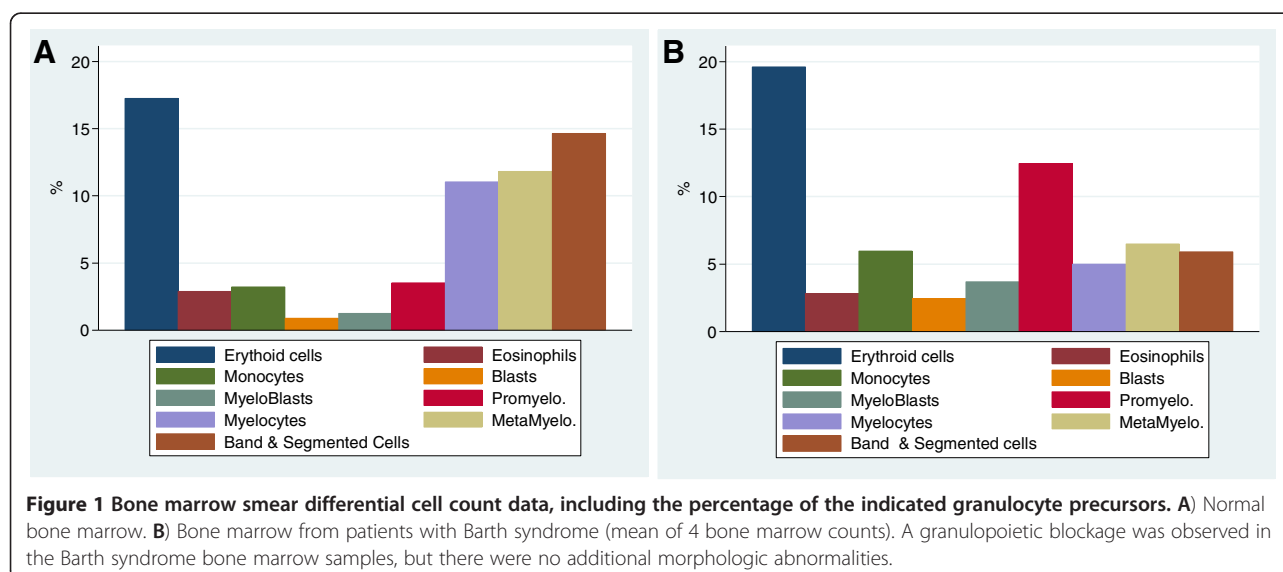 A
20
15
10
5
0
%
Erythoid cells
Eosinophils
Monocytes
Blasts
MyeloBlasts
Promyelo.
Myelocytes
MetaMyelo.
Band & Segmented Cells
B
20
15
10
5
0
%
Erythroid cells
Eosinophils
Monocytes
Blasts
MyeloBlasts
Promyelo.
Myelocytes
MetaMyelo.
Band & Segmented cells
Figure 1 Bone marrow smear differential cell count data, including the percentage of the indicated granulocyte precursors. A) Normal
bone marrow. B) Bone marrow from patients with Barth syndrome (mean of 4 bone marrow counts). A granulopoietic blockage was observed in
the Barth syndrome bone marrow samples, but there were no additional morphologic abnormalities.